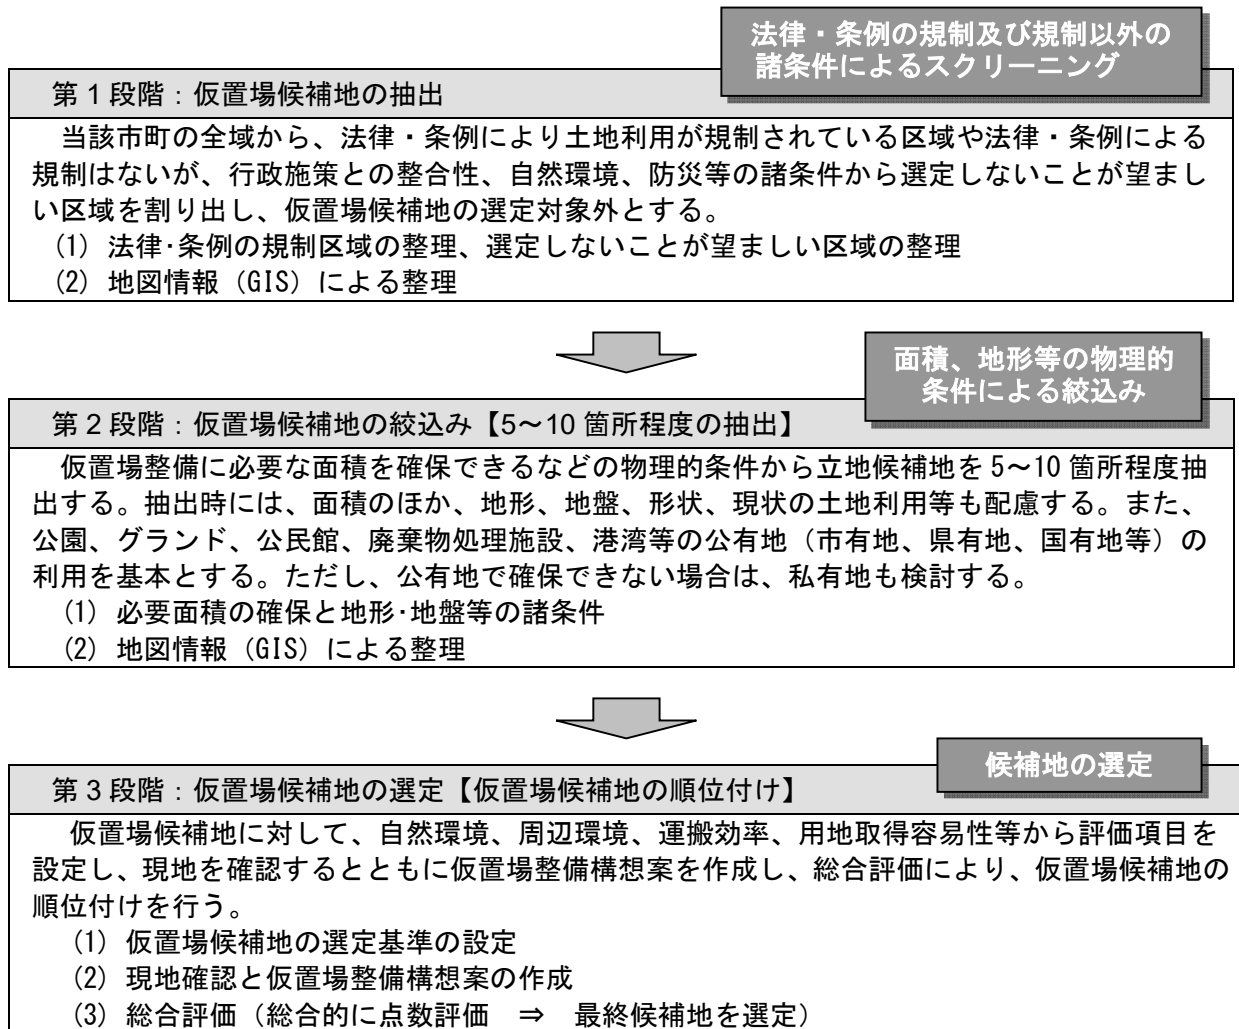 法律・条例の規制及び規制以外の
諸条件によるスクリーニング
第1段階：仮置場候補地の抽出
当該市町の全域から、法律・条例により土地利用が規制されている区域や法律・条例による
規制はないが、行政施策との整合性、自然環境、防災等の諸条件から選定しないことが望まし
い区域を割り出し、仮置場候補地の選定対象外とする。
(1) 法律･条例の規制区域の整理、選定しないことが望ましい区域の整理
(2) 地図情報（GIS）による整理
面積、地形等の物理的
条件による絞込み
第2段階：仮置場候補地の絞込み【5～10箇所程度の抽出】
仮置場整備に必要な面積を確保できるなどの物理的条件から立地候補地を5～10箇所程度抽
出する。抽出時には、面積のほか、地形、地盤、形状、現状の土地利用等も配慮する。また、
公園、グランド、公民館、廃棄物処理施設、港湾等の公有地（市有地、県有地、国有地等）の
利用を基本とする。ただし、公有地で確保できない場合は、私有地も検討する。
(1) 必要面積の確保と地形･地盤等の諸条件
(2) 地図情報（GIS）による整理
候補地の選定
第3段階：仮置場候補地の選定【仮置場候補地の順位付け】
仮置場候補地に対して、自然環境、周辺環境、運搬効率、用地取得容易性等から評価項目を
設定し、現地を確認するとともに仮置場整備構想案を作成し、総合評価により、仮置場候補地の
順位付けを行う。
(1) 仮置場候補地の選定基準の設定
(2) 現地確認と仮置場整備構想案の作成
(3) 総合評価（総合的に点数評価　⇒　最終候補地を選定）